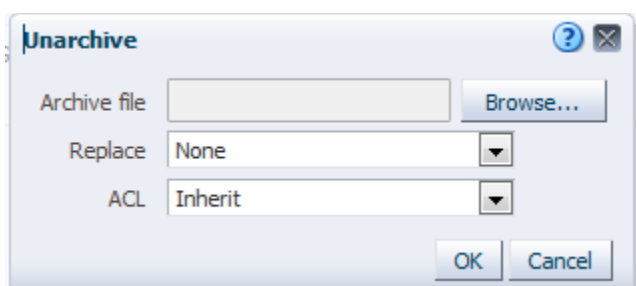 Unarchive
Archive file Browse...
Replace None
ACL Inherit
OK Cancel